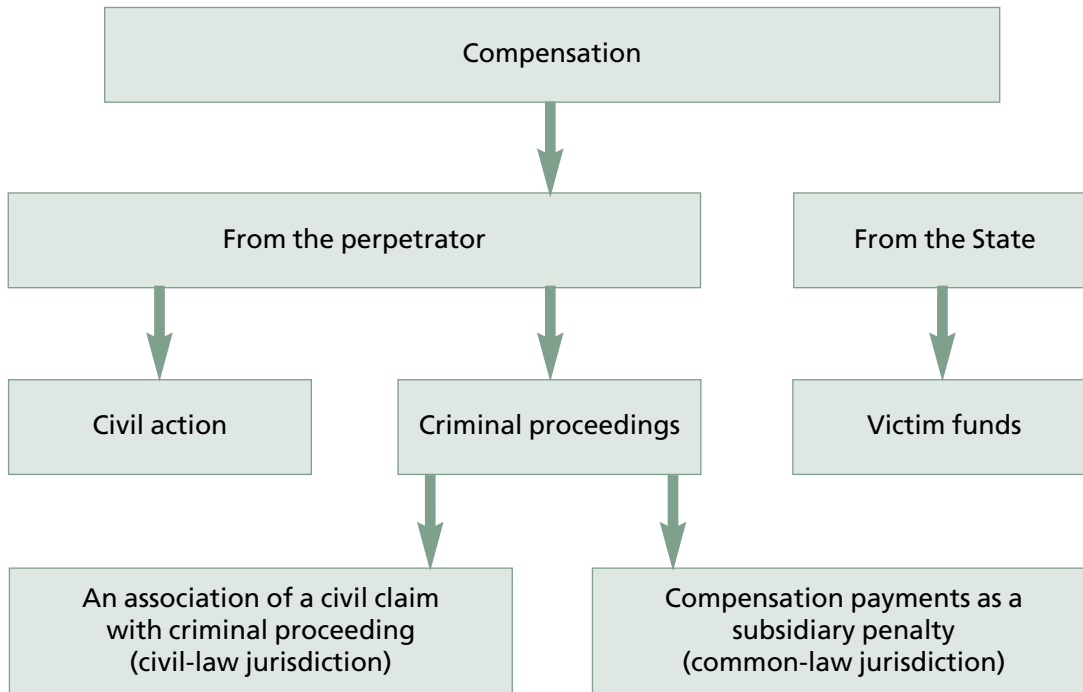 Compensation
From the perpetrator
From the State
Civil action
Criminal proceedings
Victim funds
An association of a civil claim
with criminal proceeding
(civil-law jurisdiction)
Compensation payments as a
subsidiary penalty
(common-law jurisdiction)